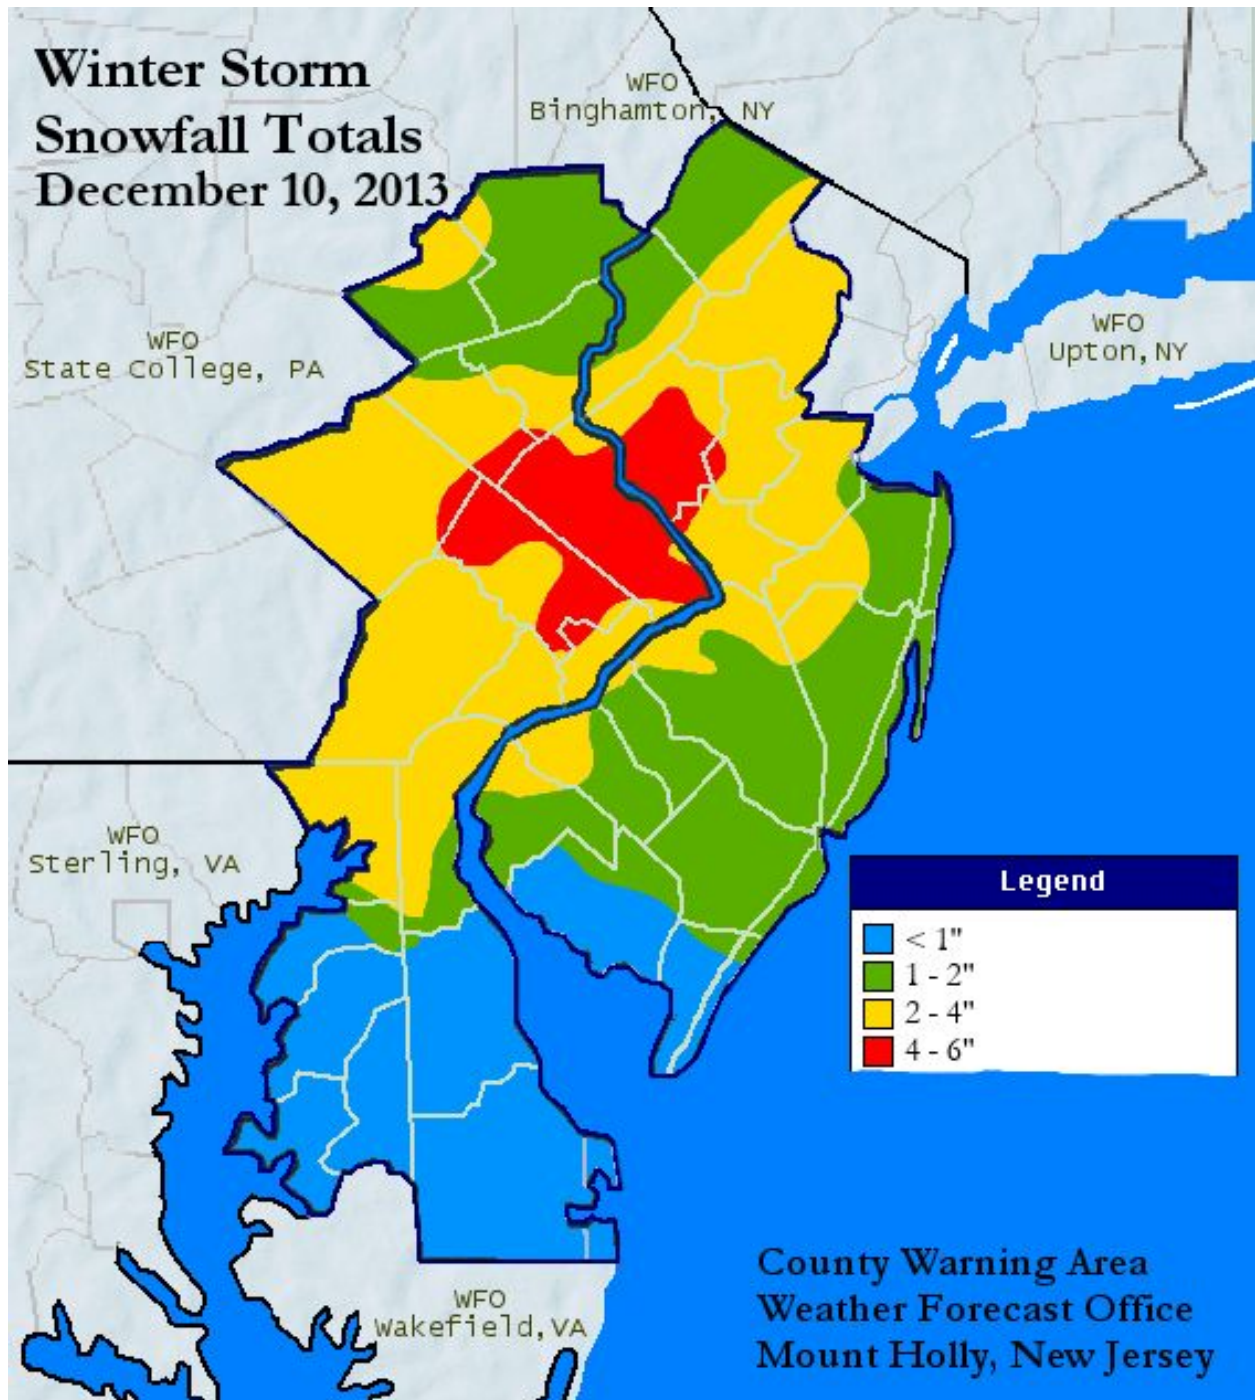 Winter Storm
Snowfall Totals
December 10, 2013
WFO
Binghamton, NY
WFO
Upton,NY
WFO
State College, PA
WFO
Sterling, VA
Legend
< 1"
1 - 2"
2 - 4"
4 - 6"
WFO
Wakefield,VA
County Warning Area
Weather Forecast Office
Mount Holly, New Jersey